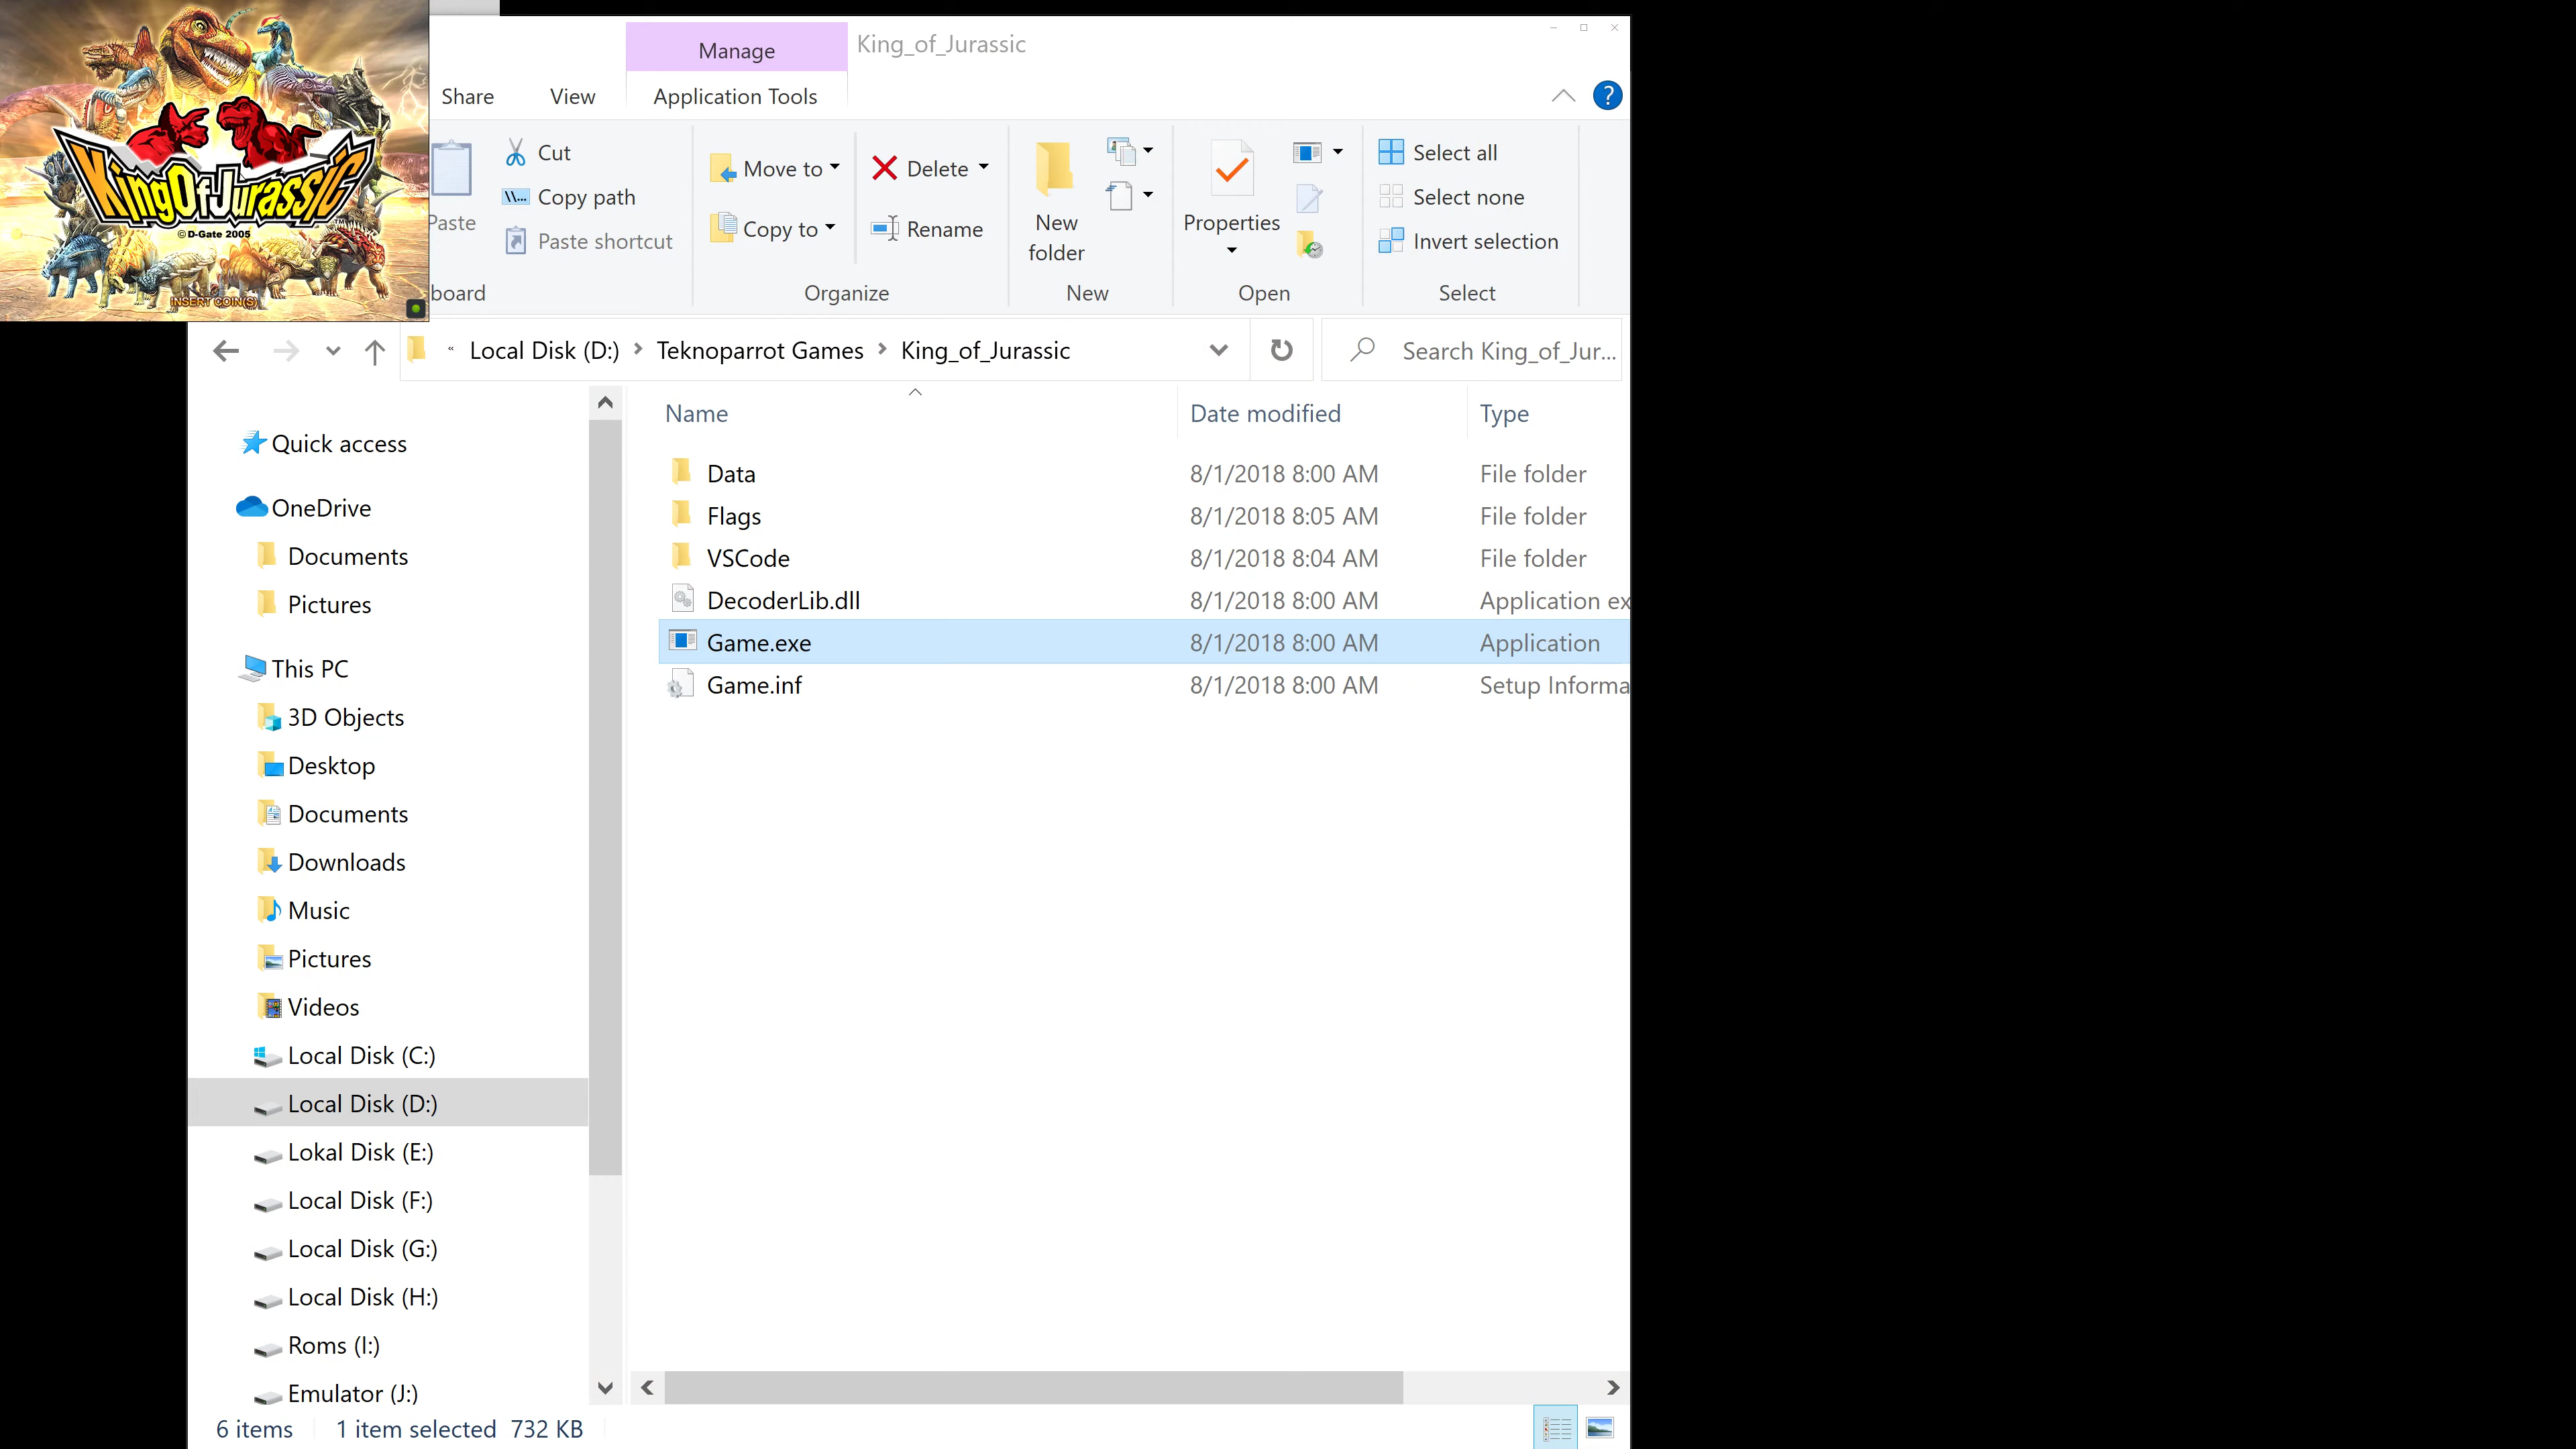 KingOfJurassic
™
© D-Gate 2005
INSERT COIN(S)
Manage
King_of_Jurassic
Share
View
Application Tools
?
Paste
Cut
Copy path
Paste shortcut
board
Move to
Copy to
Delete
Rename
Organize
New
folder
New
Properties
Open
Select all
Select none
Invert selection
Select
« Local Disk (D:) > Teknoparrot Games > King_of_Jurassic
Search King_of_Jur...
Quick access
OneDrive
Documents
Pictures
This PC
3D Objects
Desktop
Documents
Downloads
Music
Pictures
Videos
Local Disk (C:)
Local Disk (D:)
Lokal Disk (E:)
Local Disk (F:)
Local Disk (G:)
Local Disk (H:)
Roms (I:)
Emulator (J:)
Name
Date modified
Type
Data 8/1/2018 8:00 AM File folder
Flags 8/1/2018 8:05 AM File folder
VSCode 8/1/2018 8:04 AM File folder
DecoderLib.dll 8/1/2018 8:00 AM Application ex
Game.exe 8/1/2018 8:00 AM Application
Game.inf 8/1/2018 8:00 AM Setup Informa
6 items
1 item selected 732 KB